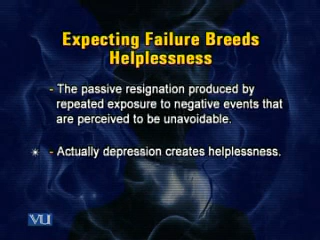 Expecting Failure Breeds
Helplessness
- The passive resignation produced by
repeated exposure to negative events that
are perceived to be unavoidable.
* - Actually depression creates helplessness.
VU